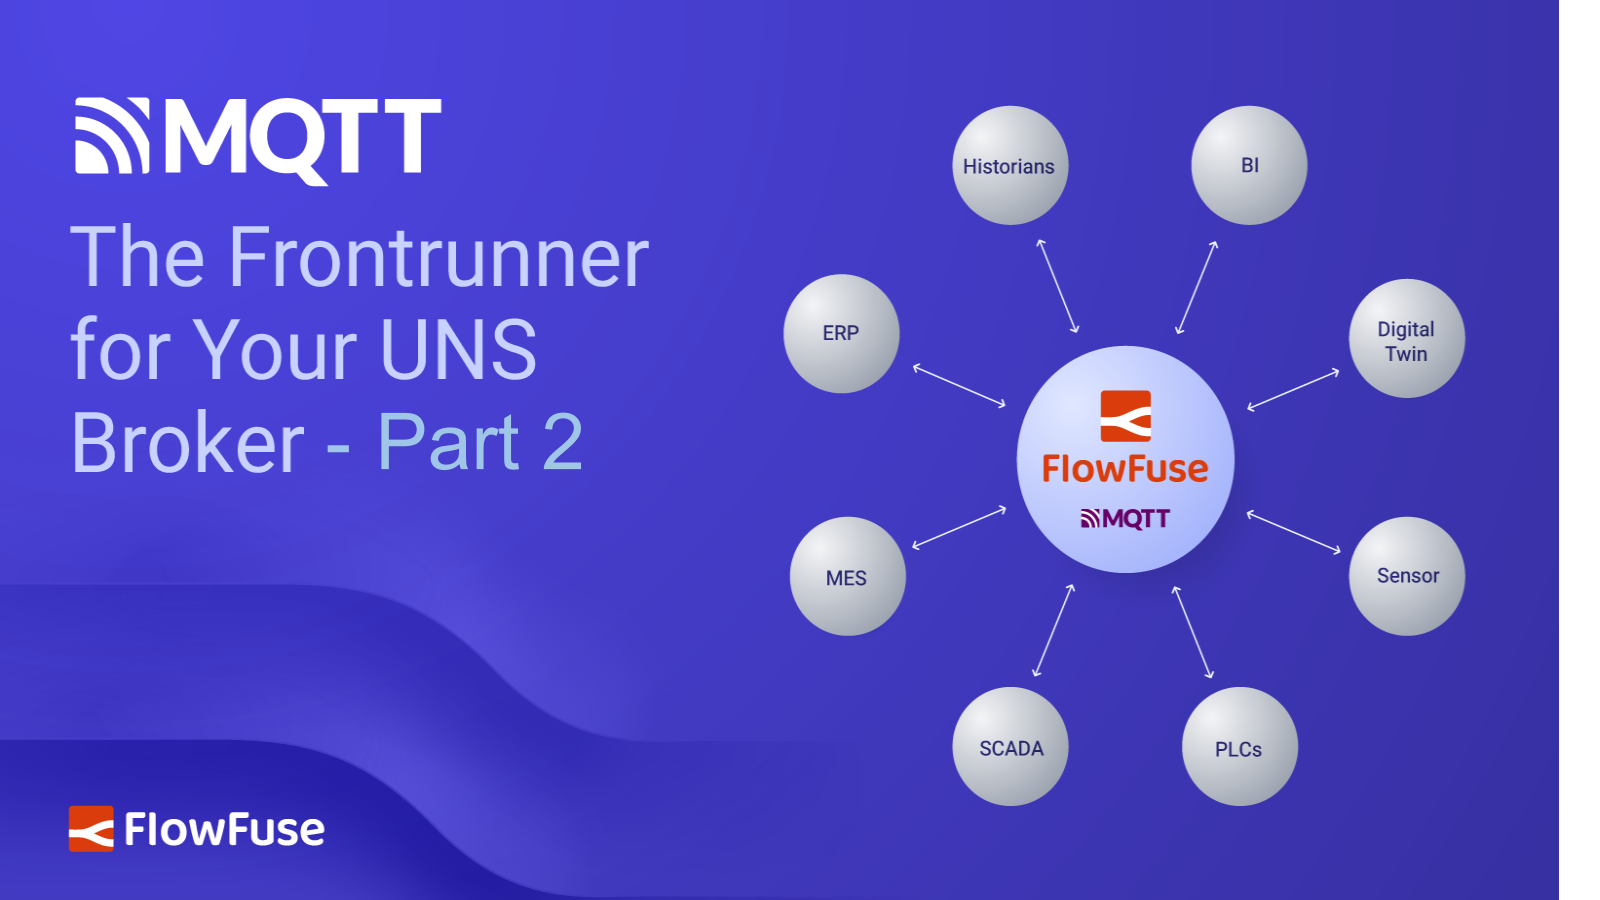 MQTT
The Frontrunner
for Your UNS
Broker - Part 2
FlowFuse
Historians
BI
ERP
Digital
Twin
FlowFuse
MQTT
MES
Sensor
SCADA
PLCs